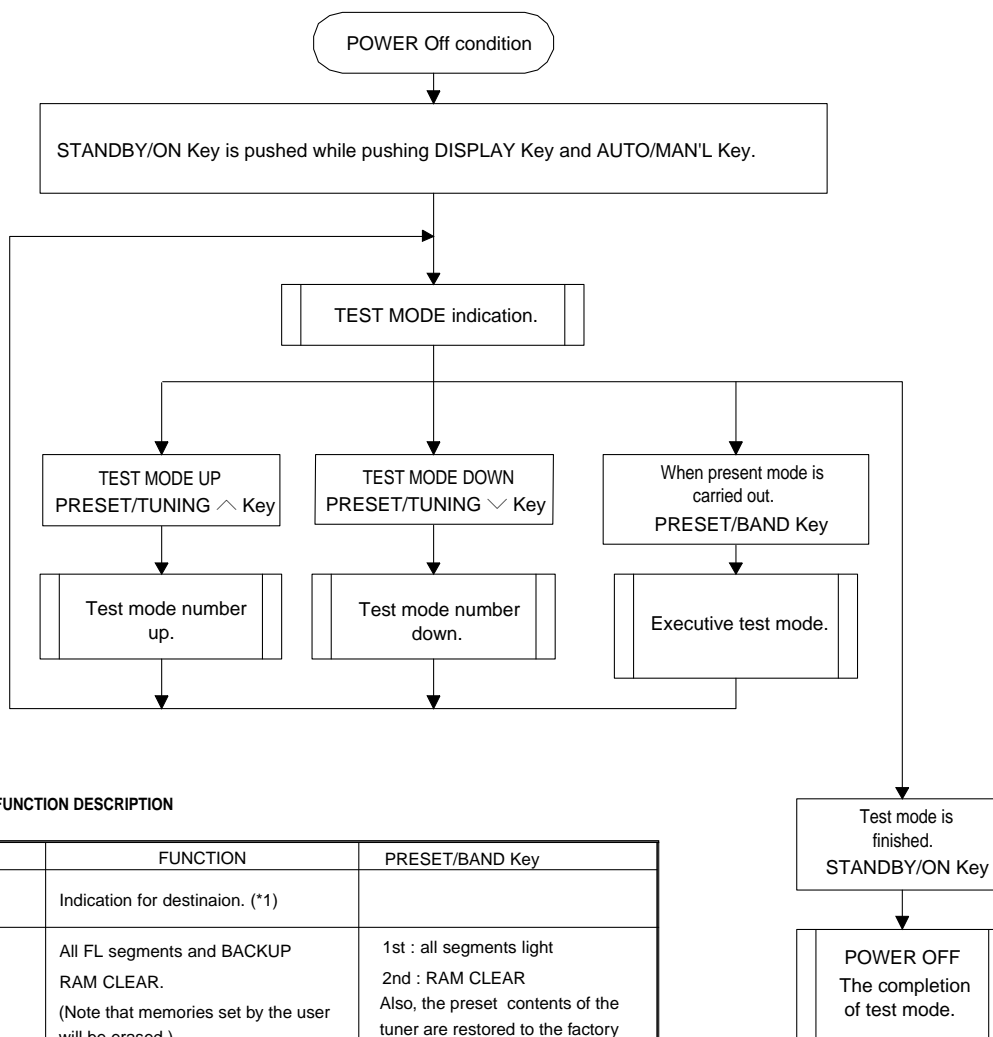 POWER Off condition
STANDBY/ON Key is pushed while pushing DISPLAY Key and AUTO/MAN'L Key.
TEST MODE indication.
TEST MODE UP
PRESET/TUNING ︿ Key
TEST MODE DOWN
PRESET/TUNING ﹀ Key
When present mode is
carried out.
PRESET/BAND Key
Test mode number
up.
Test mode number
down.
Executive test mode.
FUNCTION DESCRIPTION
FUNCTION
PRESET/BAND Key
Indication for destinaion. (*1)
All FL segments and BACKUP
RAM CLEAR.
(Note that memories set by the user
will be erased.)
1st : all segments light
2nd : RAM CLEAR
Also, the preset contents of the
tuner are restored to the factory
Test mode is
finished.
STANDBY/ON Key
POWER OFF
The completion
of test mode.